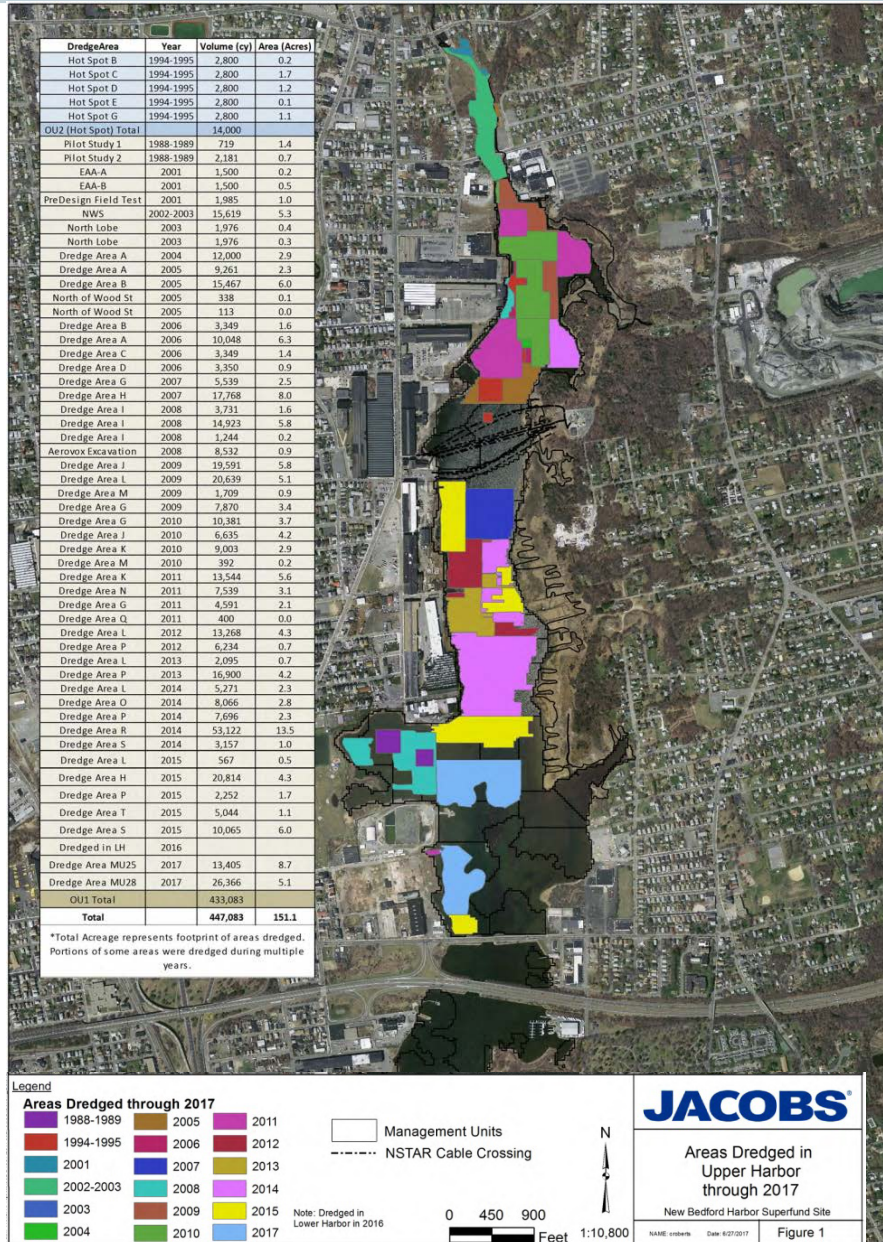 DredgeArea Year Volume (cy) Area (Acres)
Hot Spot B 1994-1995 2,800 0.2
Hot Spot C 1994-1995 2,800 1.7
Hot Spot D 1994-1995 2,800 1.2
Hot Spot E 1994-1995 2,800 0.1
Hot Spot G 1994-1995 2,800 1.1
OU2 (Hot Spot) Total 14,000
Pilot Study 1 1988-1989 719 1.4
Pilot Study 2 1988-1989 2,181 0.7
EAA-A 2001 1,500 0.2
EAA-B 2001 1,500 0.5
PreDesign Field Test 2001 1,985 1.0
NWS 2002-2003 15,619 5.3
North Lobe 2003 1,976 0.4
North Lobe 2003 1,976 0.3
Dredge Area A 2004 12,000 2.9
Dredge Area A 2005 9,261 2.3
Dredge Area B 2005 15,467 6.0
North of Wood St 2005 338 0.1
North of Wood St 2005 113 0.0
Dredge Area B 2006 3,349 1.6
Dredge Area A 2006 10,048 6.3
Dredge Area C 2006 3,349 1.4
Dredge Area D 2006 3,350 0.9
Dredge Area G 2007 5,539 2.5
Dredge Area H 2007 17,768 8.0
Dredge Area I 2008 3,731 1.6
Dredge Area I 2008 14,923 5.8
Dredge Area I 2008 1,244 0.2
Aerovox Excavation 2008 8,532 0.9
Dredge Area J 2009 19,591 5.8
Dredge Area L 2009 20,639 5.1
Dredge Area M 2009 1,709 0.9
Dredge Area G 2009 7,870 3.4
Dredge Area G 2010 10,381 3.7
Dredge Area J 2010 6,635 4.2
Dredge Area K 2010 9,003 2.9
Dredge Area M 2010 392 0.2
Dredge Area K 2011 13,544 5.6
Dredge Area N 2011 7,539 3.1
Dredge Area G 2011 4,591 2.1
Dredge Area Q 2011 400 0.0
Dredge Area L 2012 13,268 4.3
Dredge Area P 2012 6,234 0.7
Dredge Area L 2013 2,095 0.7
Dredge Area P 2013 16,900 4.2
Dredge Area L 2014 5,271 2.3
Dredge Area O 2014 8,066 2.8
Dredge Area P 2014 7,696 2.3
Dredge Area R 2014 53,122 13.5
Dredge Area S 2014 3,157 1.0
Dredge Area L 2015 567 0.5
Dredge Area H 2015 20,814 4.3
Dredge Area P 2015 2,252 1.7
Dredge Area T 2015 5,044 1.1
Dredge Area S 2015 10,065 6.0
Dredged in LH 2016
Dredge Area MU25 2017 13,405 8.7
Dredge Area MU28 2017 26,366 5.1
OU1 Total 433,083
Total 447,083 151.1
*Total Acreage represents footprint of areas dredged.
Portions of some areas were dredged during multiple
years.
Legend
Areas Dredged through 2017
1988-1989 2005 2011
1994-1995 2006 2012
2001 2007 2013
2002-2003 2008 2014
2003 2009 2015
2004 2010 2017
Management Units
NSTAR Cable Crossing
Note: Dredged in
Lower Harbor in 2016
N
0 450 900
Feet
1:10,800
JACOBS®
Areas Dredged in
Upper Harbor
through 2017
New Bedford Harbor Superfund Site
NAME: croberts Date: 6/27/2017 Figure 1